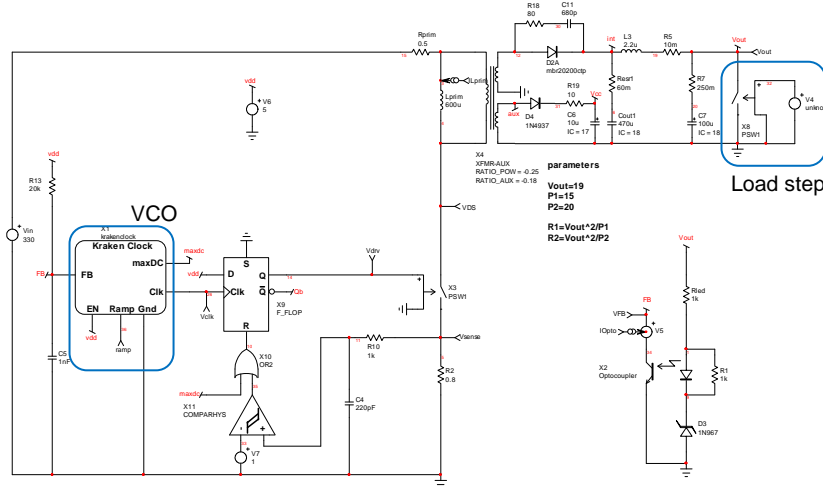 R18
80
C11
680p
30
Rprim
0.5
int
L3
2.2u
R5
10m
Vout
Vout
D2A
mbr20200ctp
Lprim
Lprim
600u
R19
10
Vcc
Resr1
60m
R7
250m
vdd
V6
5
aux
D4
1N4937
C6
10u
IC = 17
Cout1
470u
IC = 18
C7
100u
IC = 18
X8
PSW1
32
V4
unkno
Load step
X4
XFMR-AUX
RATIO_POW = -0.25
RATIO_AUX = -0.18
parameters
Vout=19
P1=15
P2=20
R1=Vout^2/P1
R2=Vout^2/P2
vdd
R13
20k
VCO
VDS
Vin
330
X1
krakenclock
Kraken Clock
maxDC
maxdc
FB
FB
Clk
EN
Ramp
Gnd
vdd
ramp
C5
1nF
vdd
S
D
Q
Clk
Q
R
Qb
Vclk
X9
F_FLOP
Vdrv
X3
PSW1
Vout
Rled
1k
FB
VFB
IOpto
V5
Vsense
R10
1k
X10
OR2
maxdc
X11
COMPARHYS
C4
220pF
R2
0.8
X2
Optocoupler
R1
1k
D3
1N967
V7
1